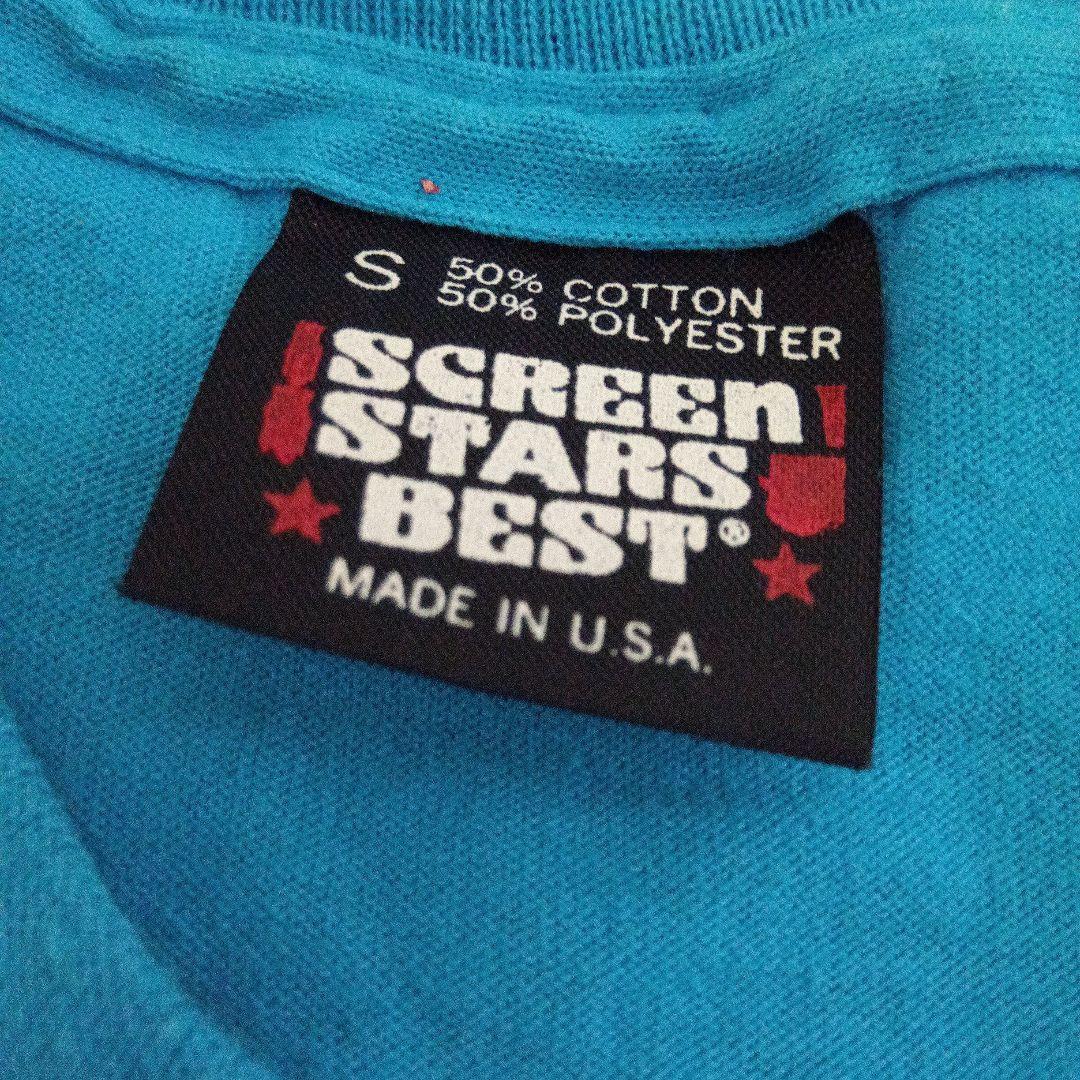 S 50% COTTON
50% POLYESTER
SCREEN
STARS
BEST®
MADE IN U.S.A.